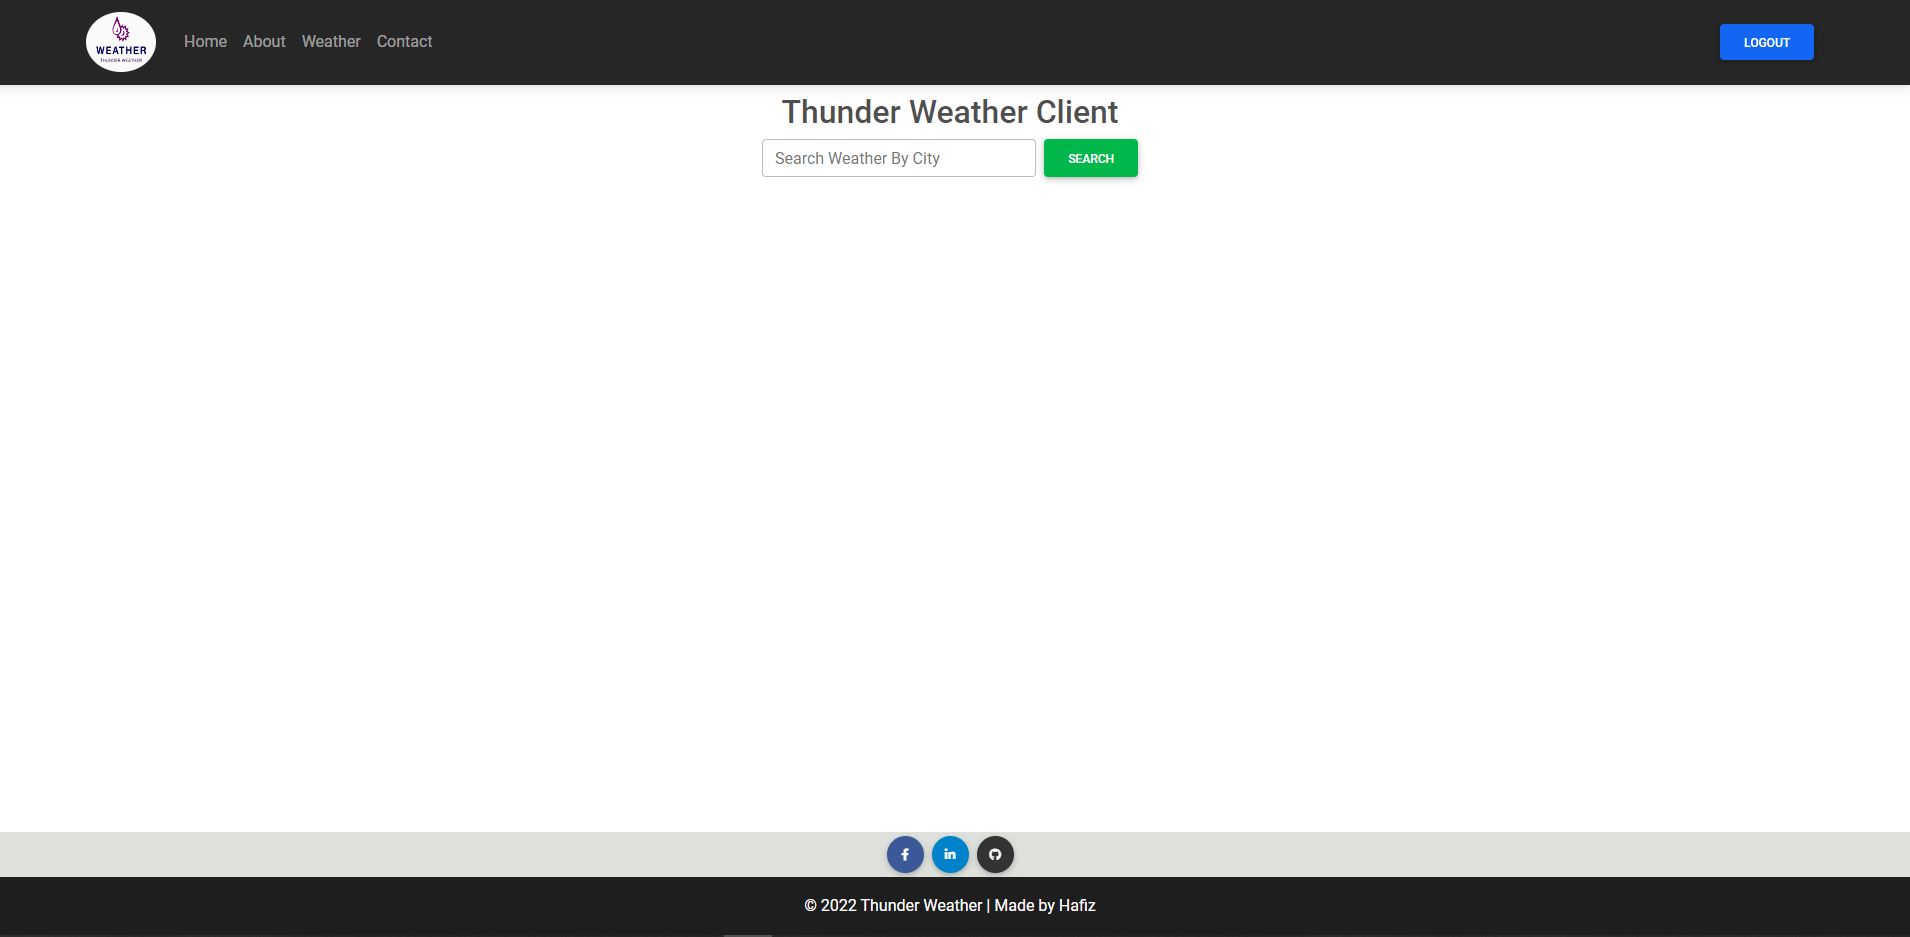 WEATHER
THUNDER WEATHER
Home About Weather Contact
LOGOUT
Thunder Weather Client
Search Weather By City
SEARCH
f in
© 2022 Thunder Weather | Made by Hafiz